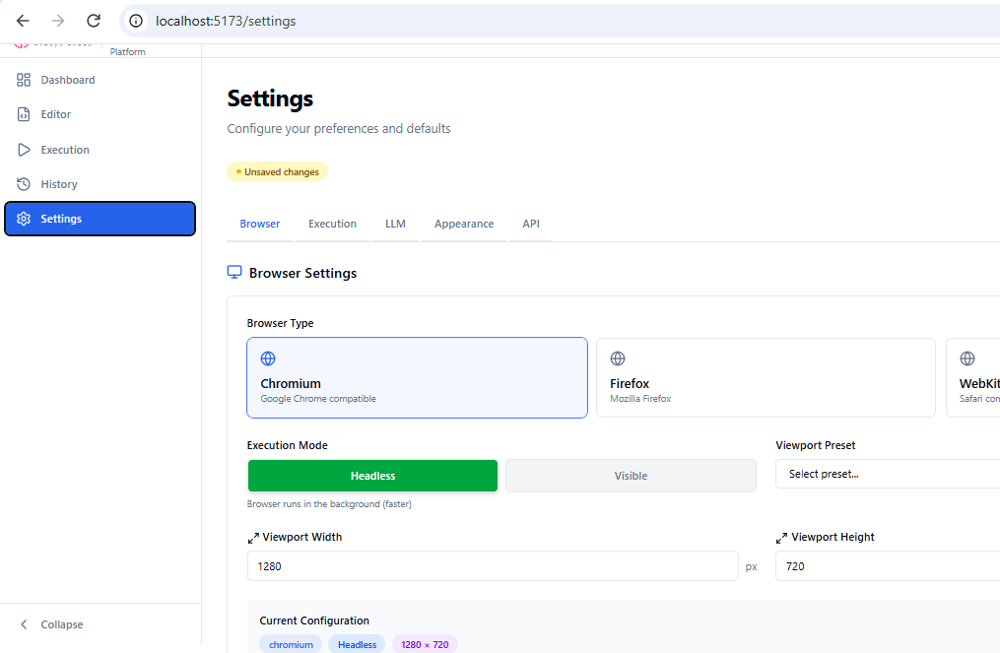 localhost:5173/settings
Platform
Dashboard
Editor
Execution
History
Settings
Collapse
Settings
Configure your preferences and defaults
Unsaved changes
Browser Execution LLM Appearance API
Browser Settings
Browser Type
Chromium
Google Chrome compatible
Firefox
Mozilla Firefox
WebKit
Safari com
Execution Mode
Headless Visible
Browser runs in the background (faster)
Viewport Preset
Select preset...
Viewport Width
1280 px
Viewport Height
720
Current Configuration
chromium Headless 1280 × 720